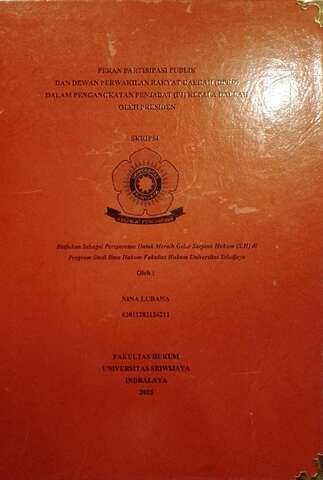 PERAN PARTISIPASI PUBLIK
DAN DEWAN PERWAKILAN RAKYAT DAERAH (DPRD)
DALAM PENGANGKATAN PENJABAT (PJ) KEPALA DAERAH
OLEH PRESIDEN
SKRIPSI
Diajukan Sebagai Persyaratan Untuk Meraih Gelar Sarjana Hukum (S.H) di
Program Studi Ilmu Hukum Fakultas Hukum Universitas Sriwijaya
Oleh :
NINA LUBANA
02011282126211
FAKULTAS HUKUM
UNIVERSITAS SRIWIJAYA
INDRALAYA
2025